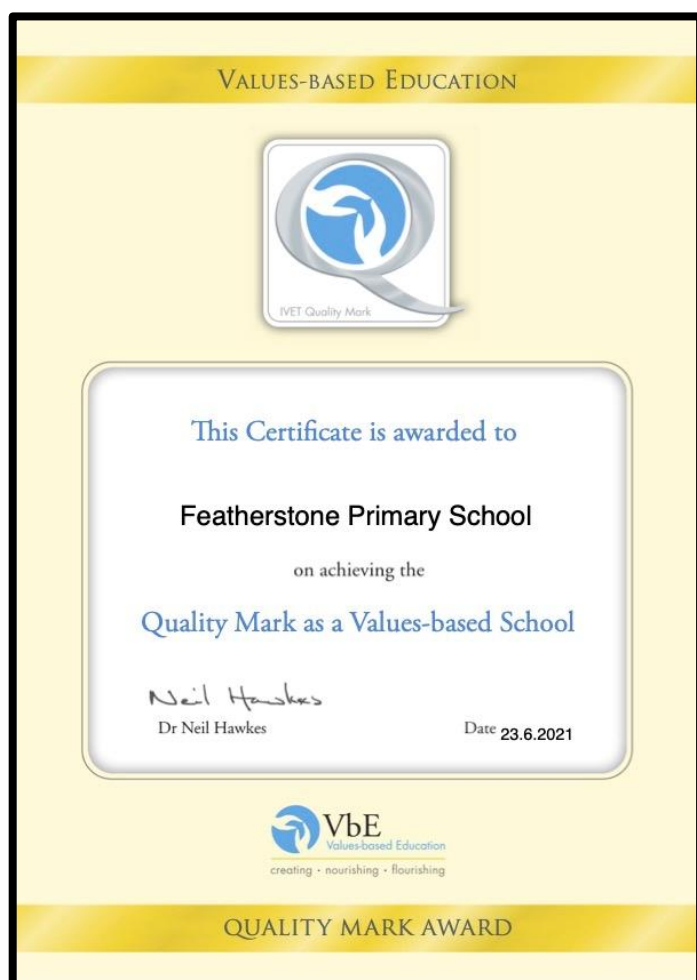 VALUES-BASED EDUCATION
IVET Quality Mark
This Certificate is awarded to
Featherstone Primary School
on achieving the
Quality Mark as a Values-based School
Neil Hawkes
Dr Neil Hawkes
Date 23.6.2021
VbE
Values-based Education
creating • nourishing • flourishing
QUALITY MARK AWARD